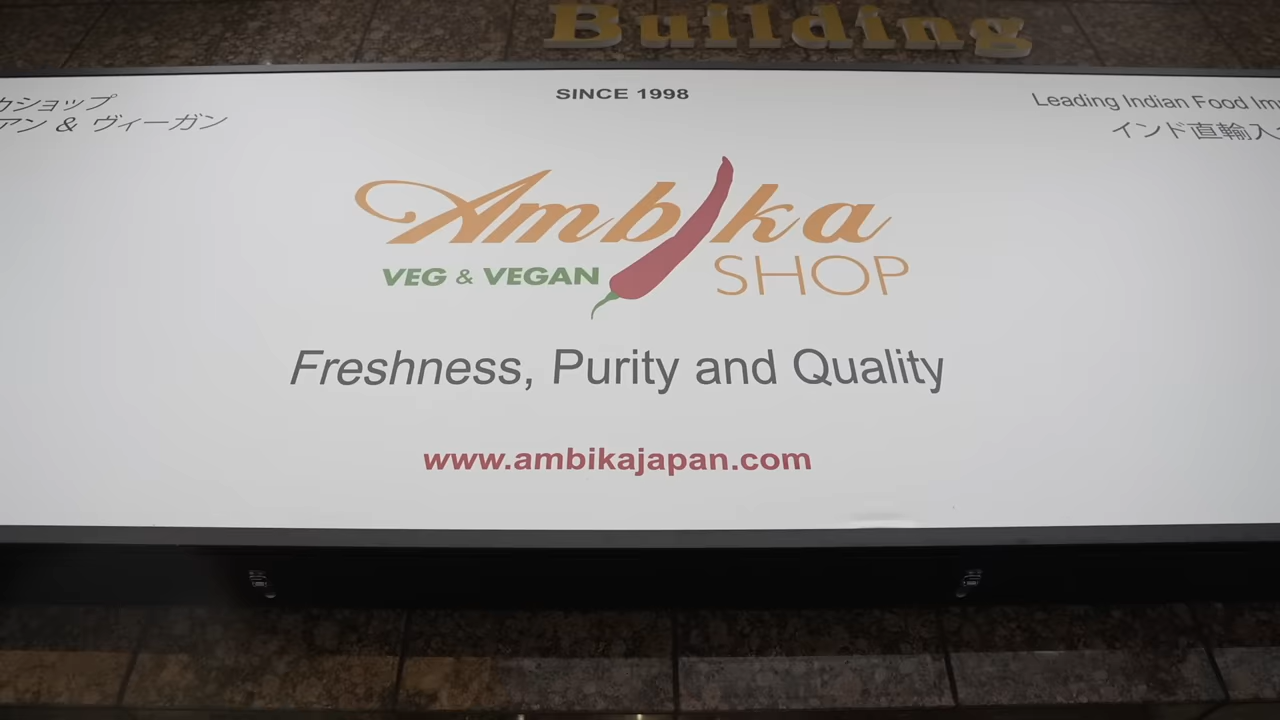 Building
カショップ
アン & ヴィーガン
SINCE 1998
Leading Indian Food
インド直輸入
Ambika
VEG & VEGAN SHOP
Freshness, Purity and Quality
www.ambikajapan.com